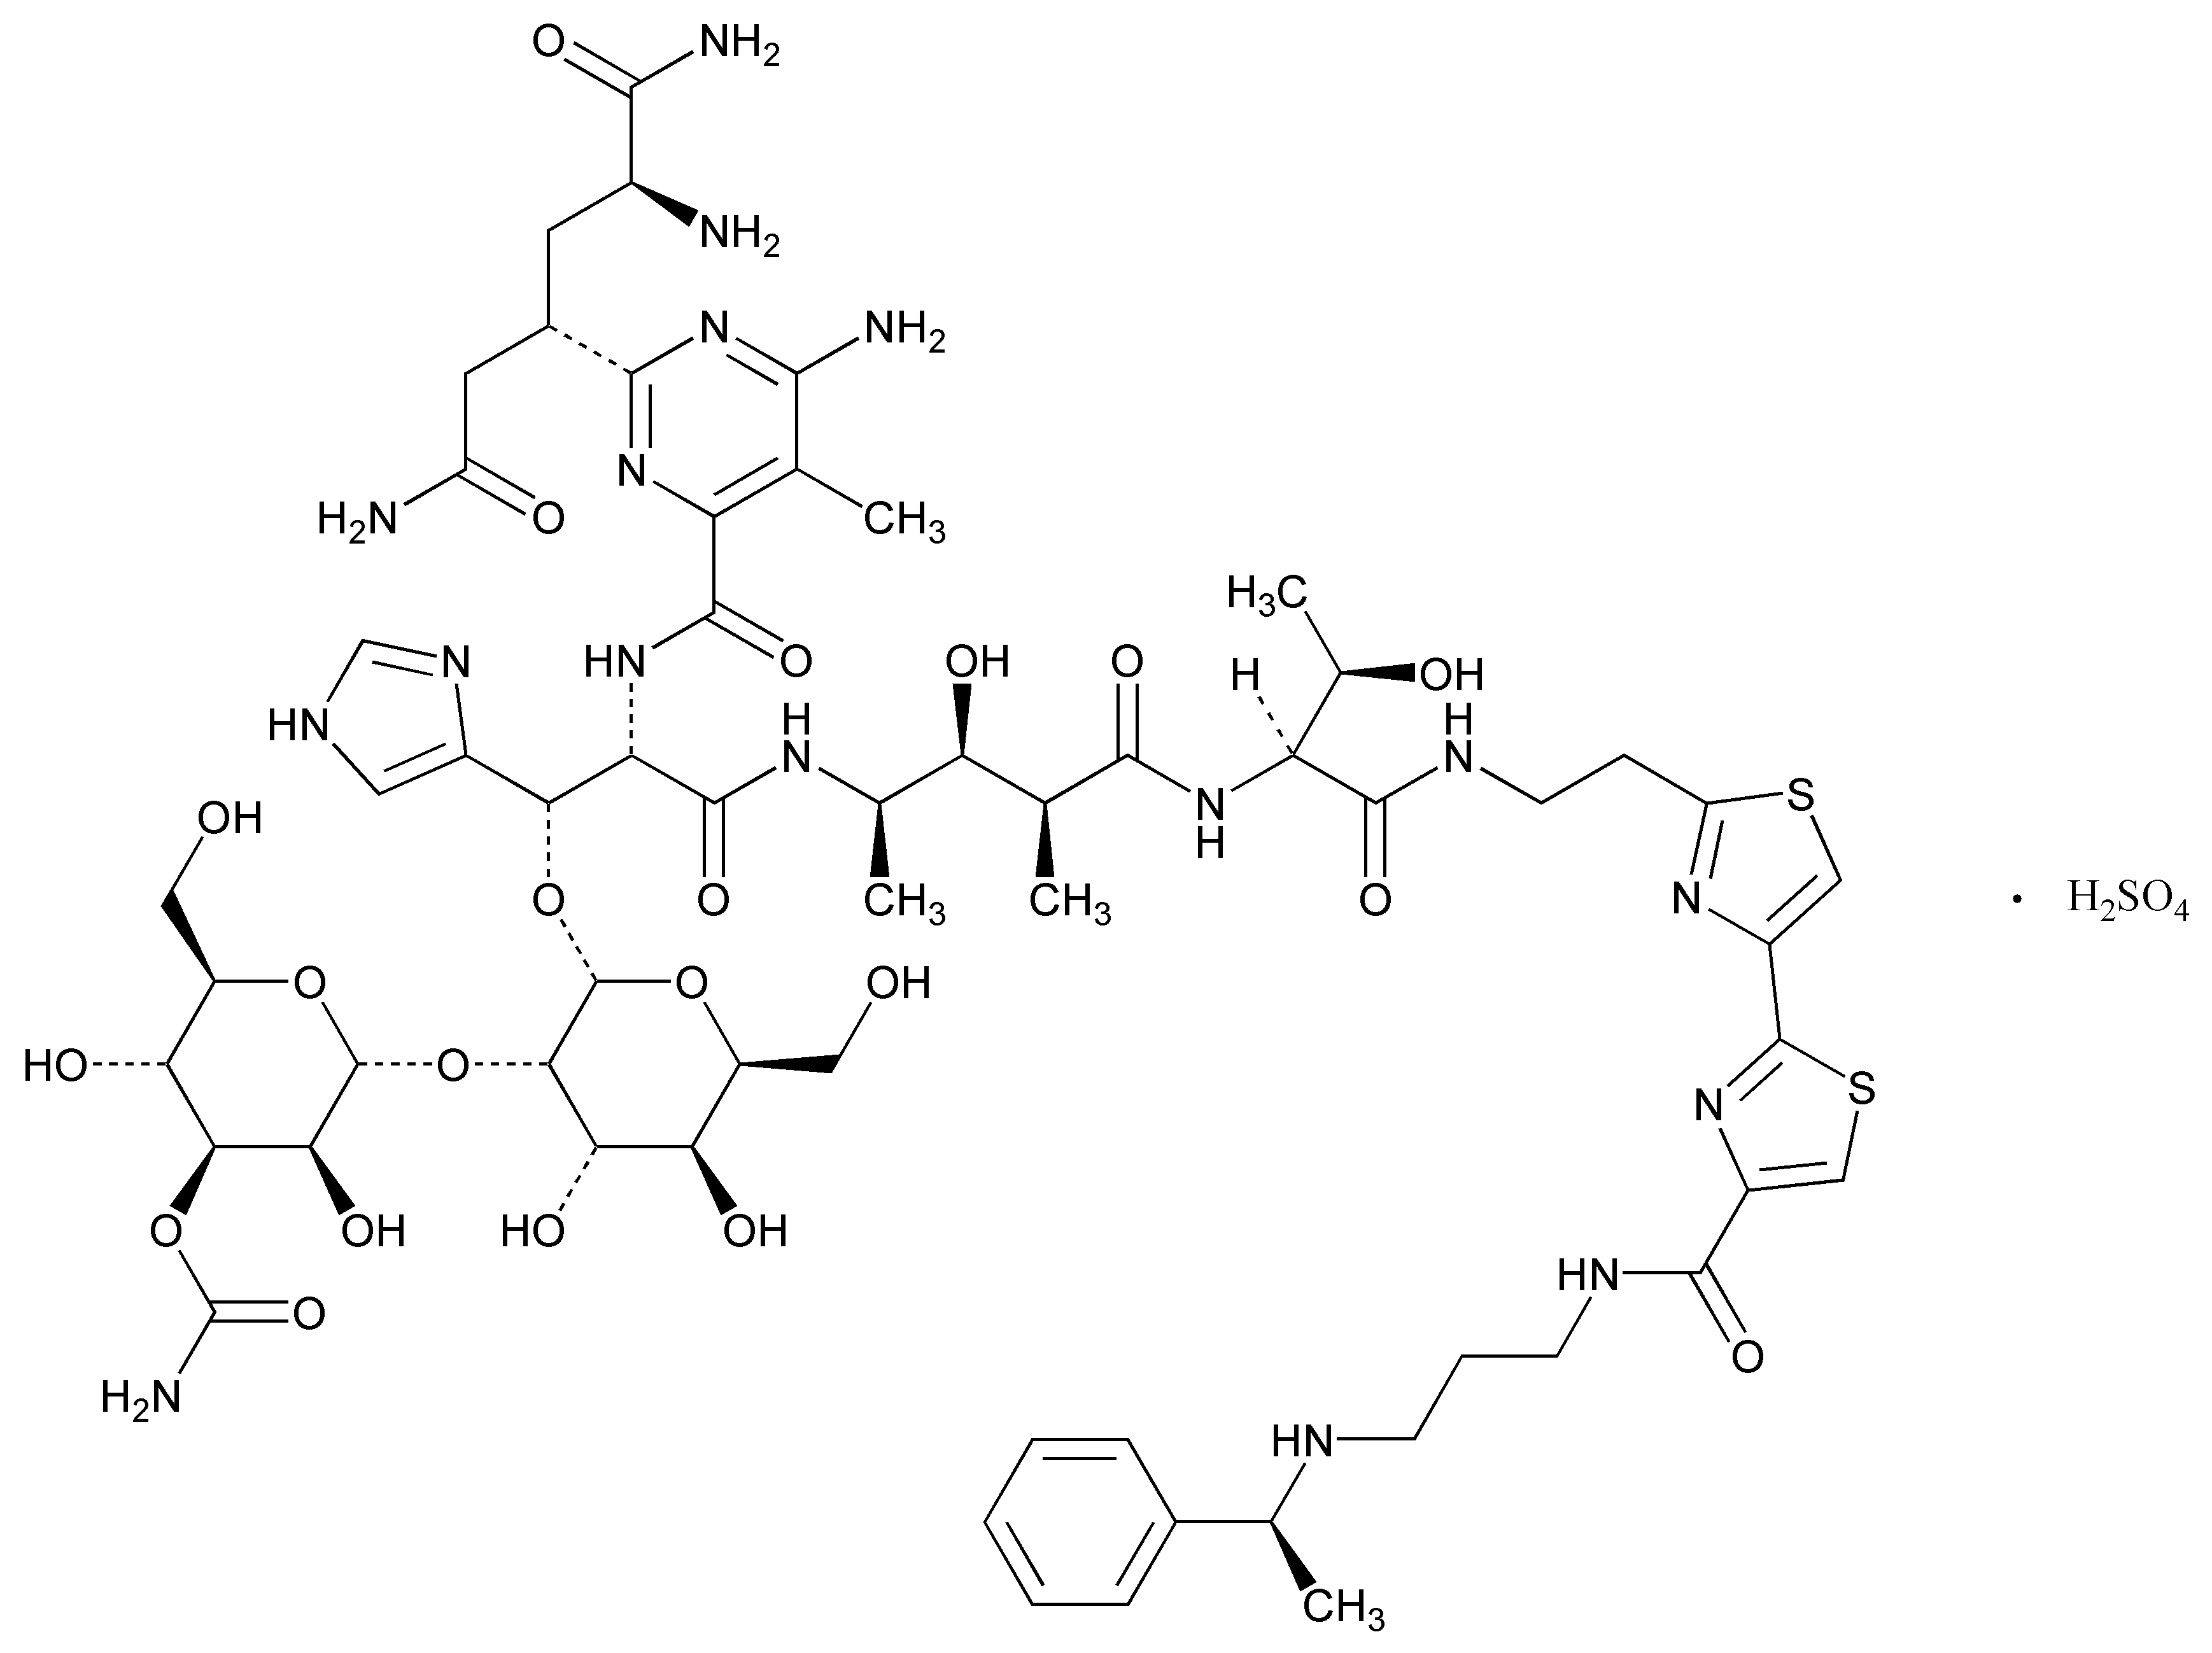 O NH2
NH2
N NH2
N
H2N O CH3
H3C
HN O OH O H OH
N
HN H N H N
N H
S
OH
O O CH3 CH3 O N
· H2SO4
O O OH
HO O
S
N
O OH HO OH
HN
O
O
H2N
HN
CH3